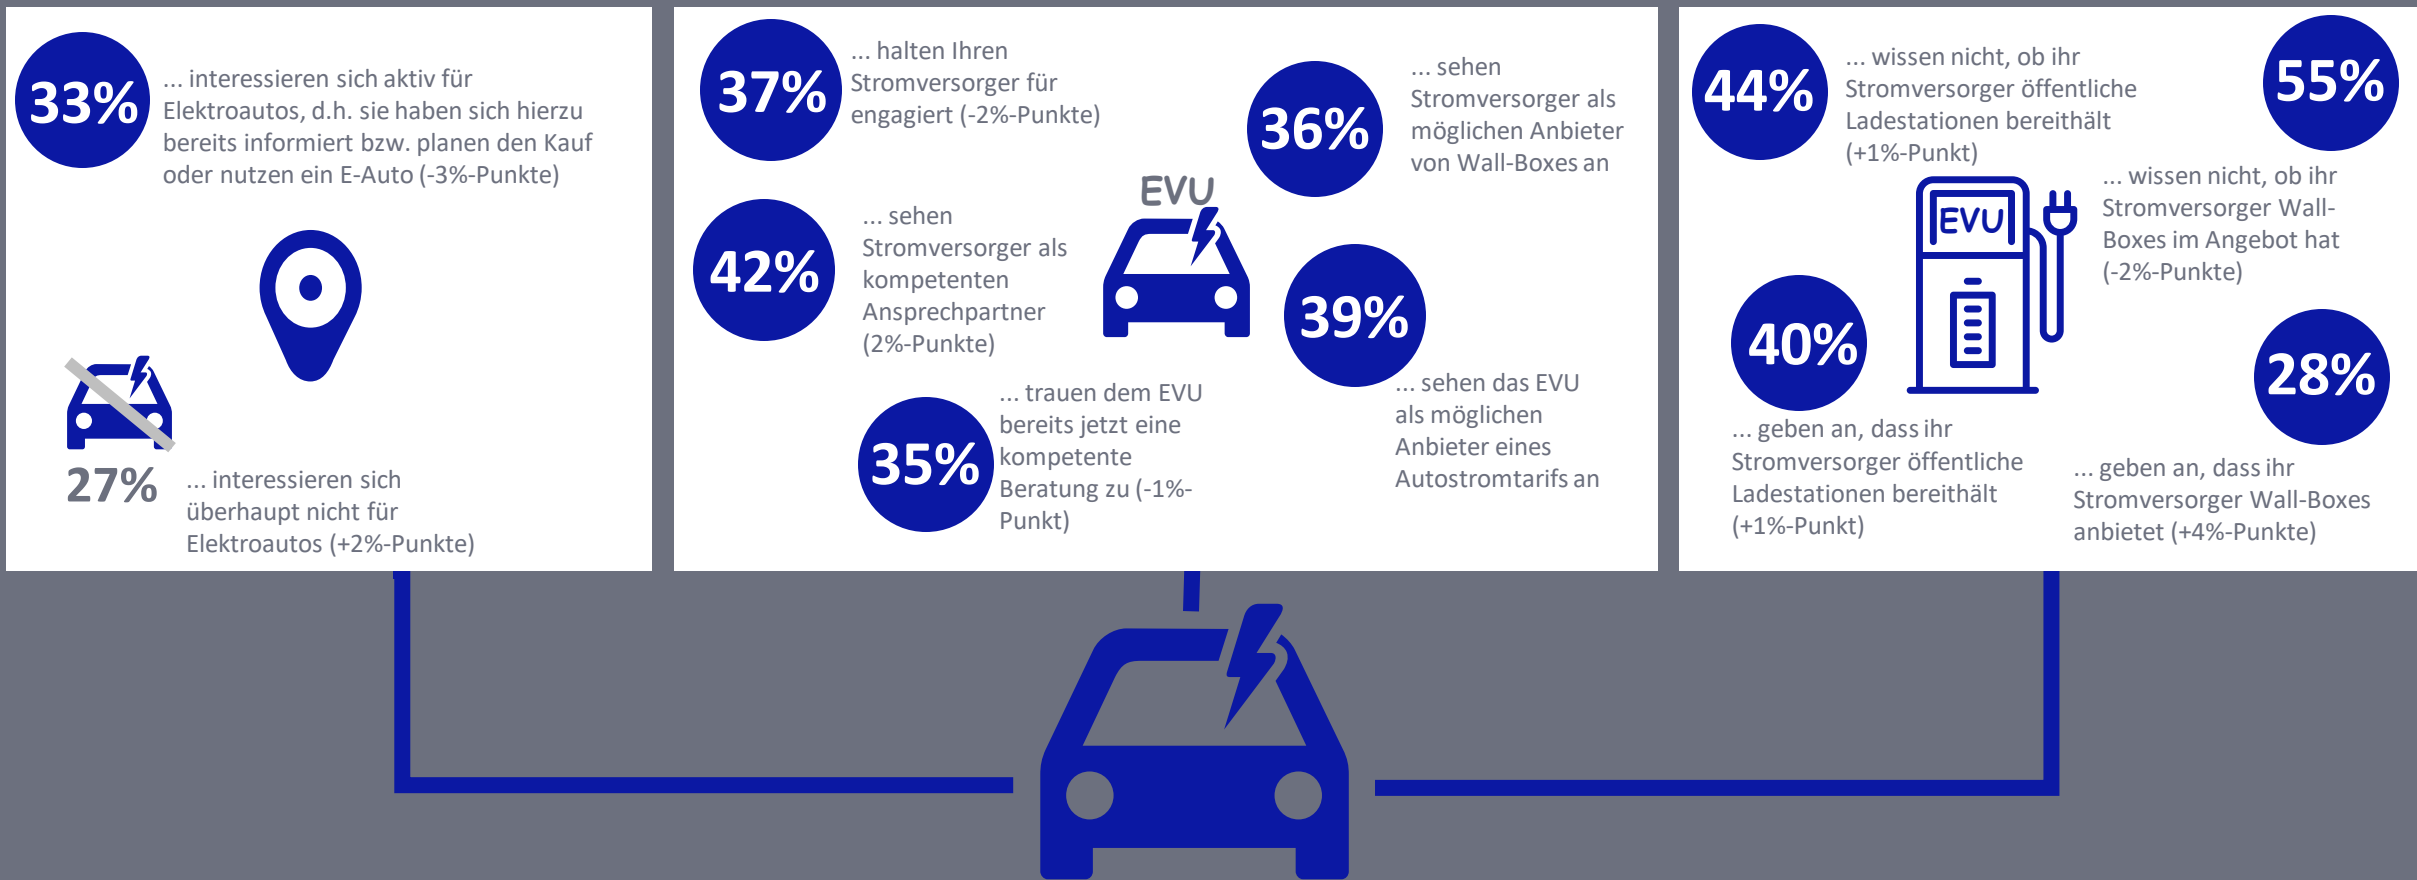 33%
... interessieren sich aktiv für
Elektroautos, d.h. sie haben sich hierzu
bereits informiert bzw. planen den Kauf
oder nutzen ein E-Auto (-3%-Punkte)
27%
... interessieren sich
überhaupt nicht für
Elektroautos (+2%-Punkte)
37%
... halten Ihren
Stromversorger für
engagiert (-2%-Punkte)
42%
... sehen
Stromversorger als
kompetenten
Ansprechpartner
(2%-Punkte)
35%
... trauen dem EVU
bereits jetzt eine
kompetente
Beratung zu (-1%-
Punkt)
EVU
36%
... sehen
Stromversorger als
möglichen Anbieter
von Wall-Boxes an
39%
... sehen das EVU
als möglichen
Anbieter eines
Autostromtarifs an
44%
... wissen nicht, ob ihr
Stromversorger öffentliche
Ladestationen bereithält
(+1%-Punkt)
55%
... wissen nicht, ob ihr
Stromversorger Wall-
Boxes im Angebot hat
(-2%-Punkte)
EVU
40%
... geben an, dass ihr
Stromversorger öffentliche
Ladestationen bereithält
(+1%-Punkt)
28%
... geben an, dass ihr
Stromversorger Wall-Boxes
anbietet (+4%-Punkte)